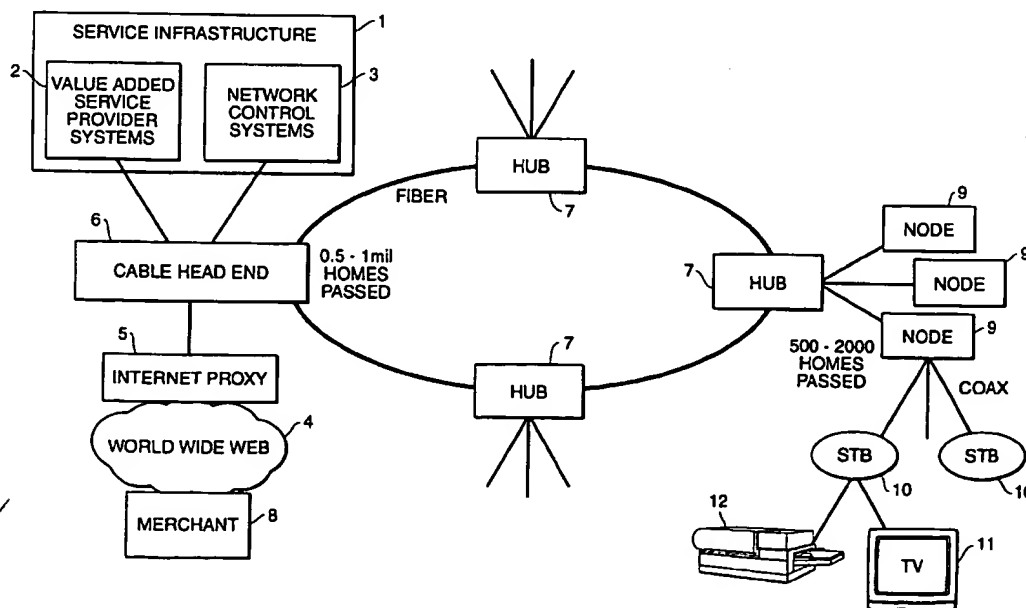 SERVICE INFRASTRUCTURE
1
2
VALUE ADDED
SERVICE
PROVIDER
SYSTEMS
3
NETWORK
CONTROL
SYSTEMS
HUB
7
FIBER
6
CABLE HEAD END
0.5 - 1mil
HOMES
PASSED
5
INTERNET PROXY
4
WORLD WIDE WEB
MERCHANT
8
7
HUB
7
HUB
9
NODE
9
NODE
NODE
9
500 - 2000
HOMES
PASSED
COAX
STB
10
STB
10
12
TV
11